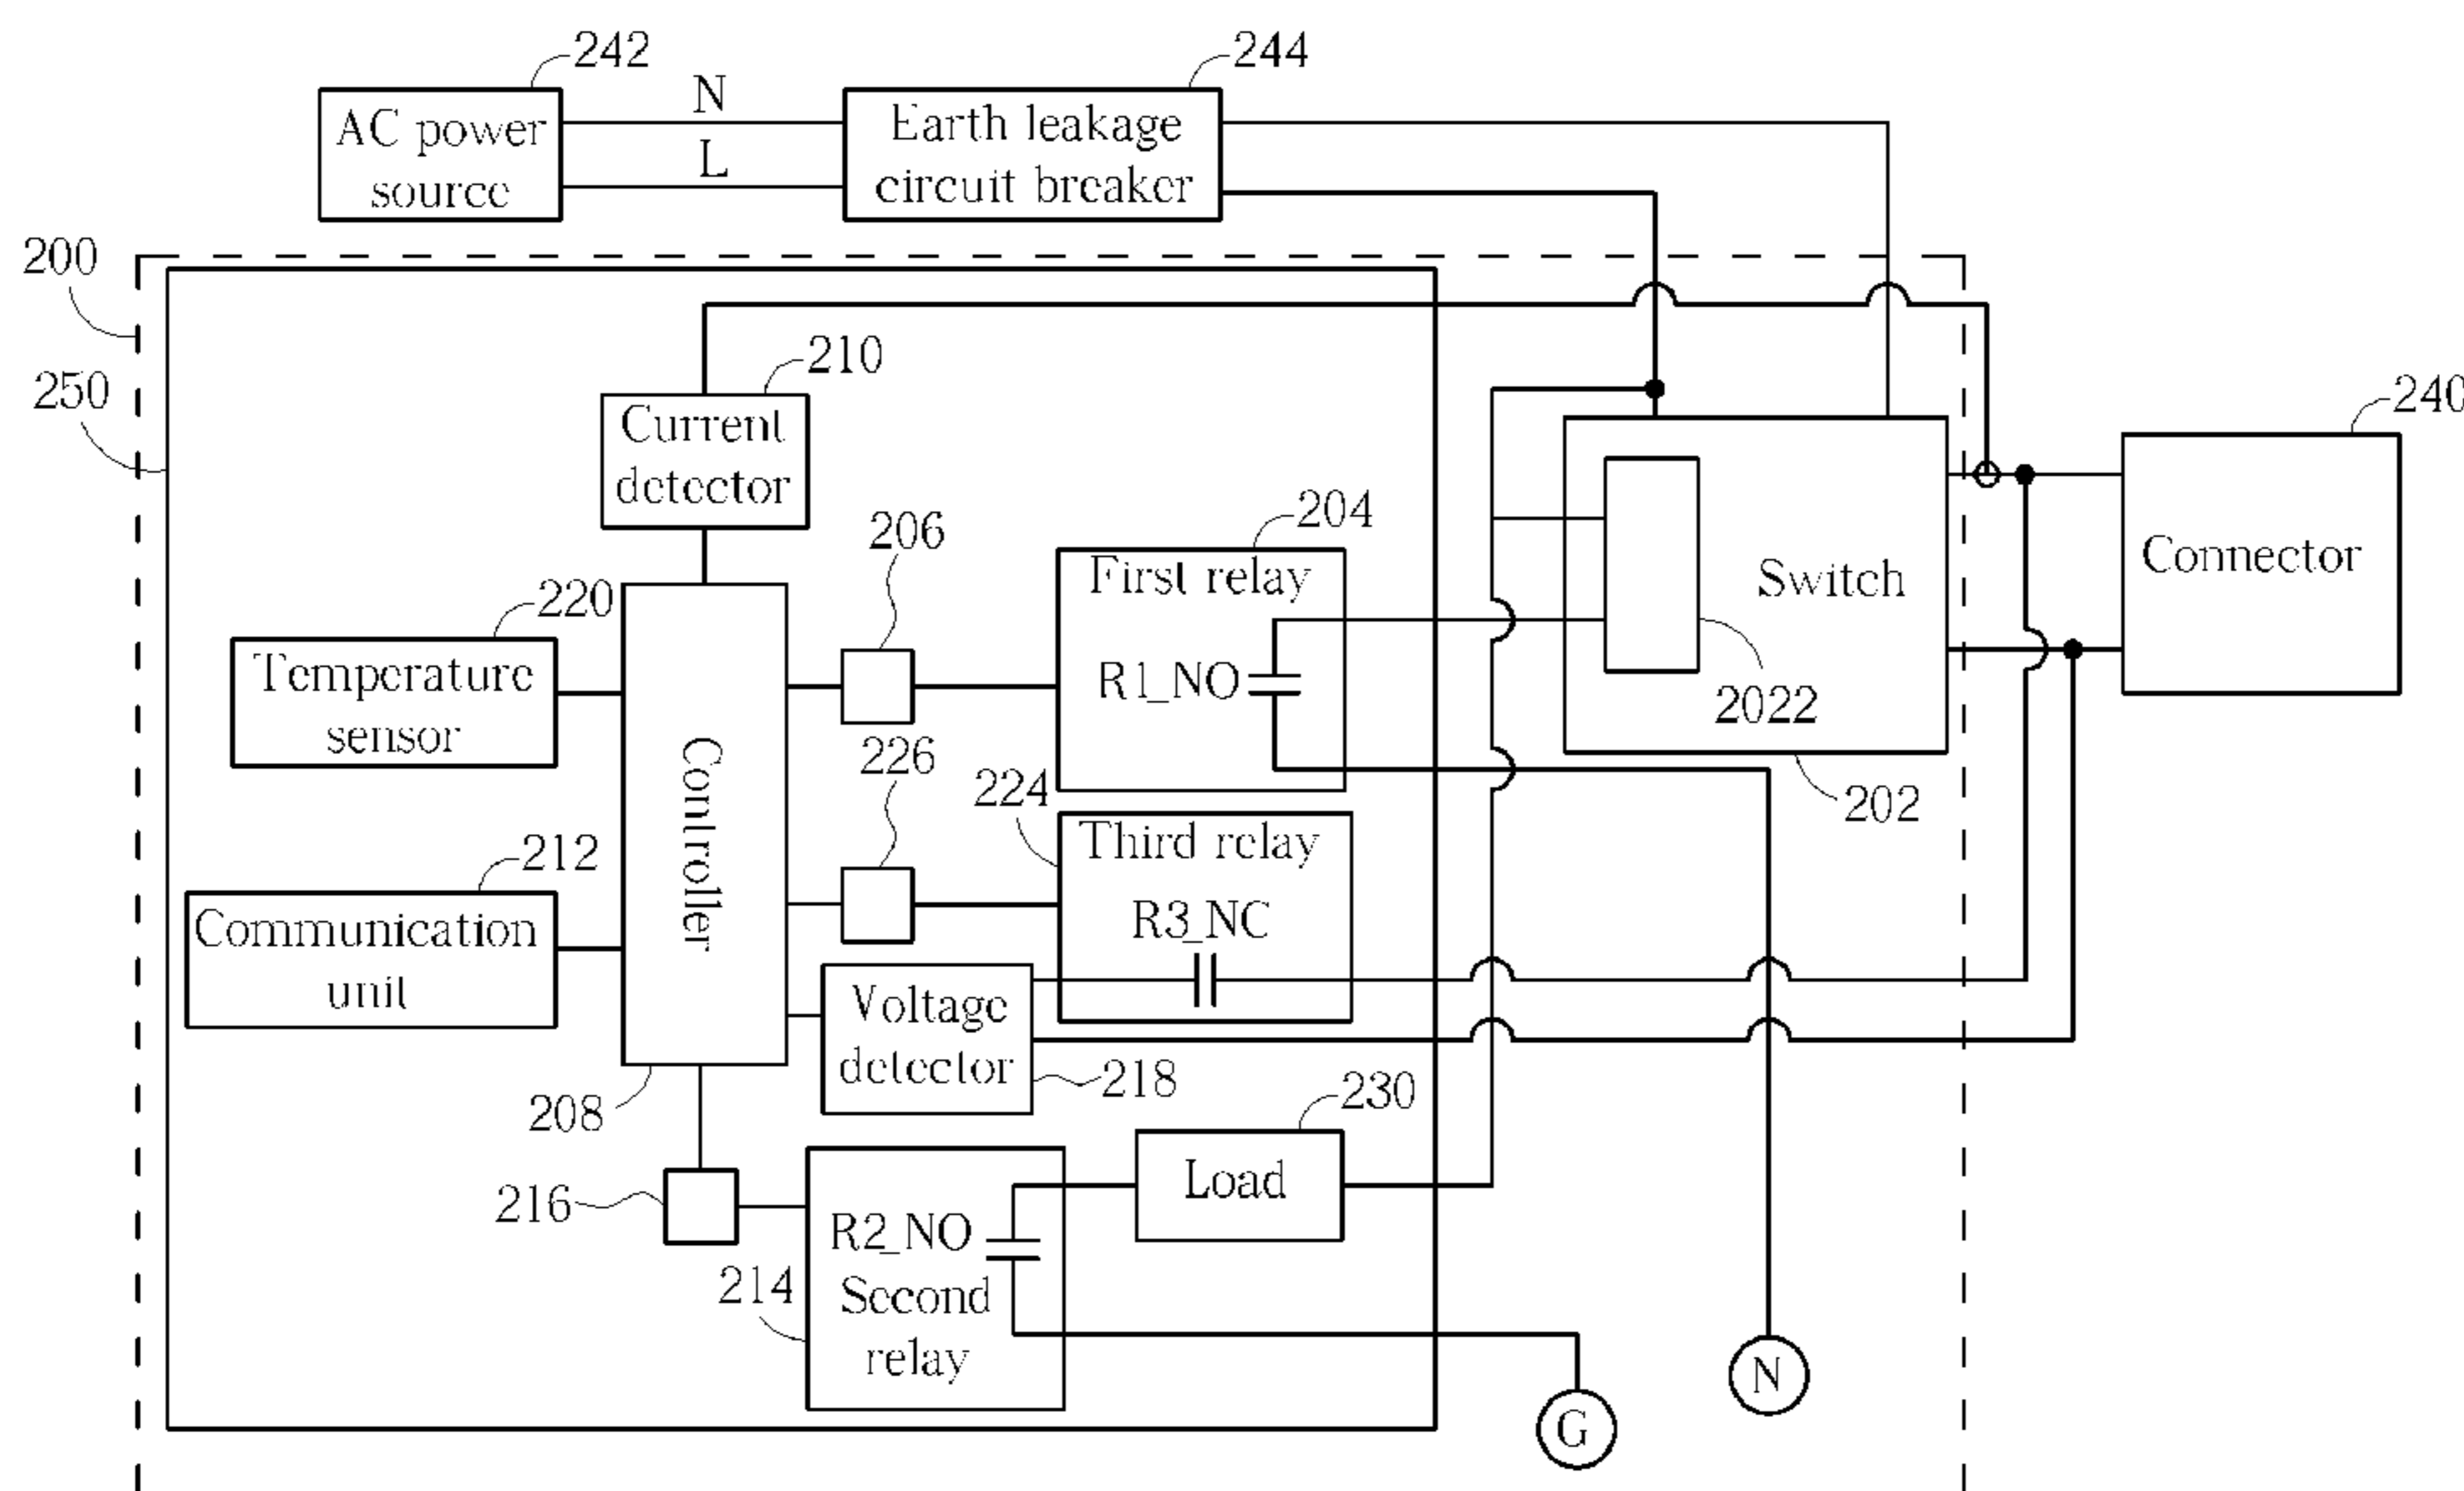 242
244
N
AC power
source
L
Earth leakage
circuit breaker
200
250
210
Current
detector
240
Connector
206
204
First relay
R1_NO
Switch
2022
202
220
Temperature
sensor
Controller
226
224
Third relay
R3_NC
212
Communication
unit
Voltage
detector
218
208
230
Load
216
R2_NO
Second
relay
214
N
G